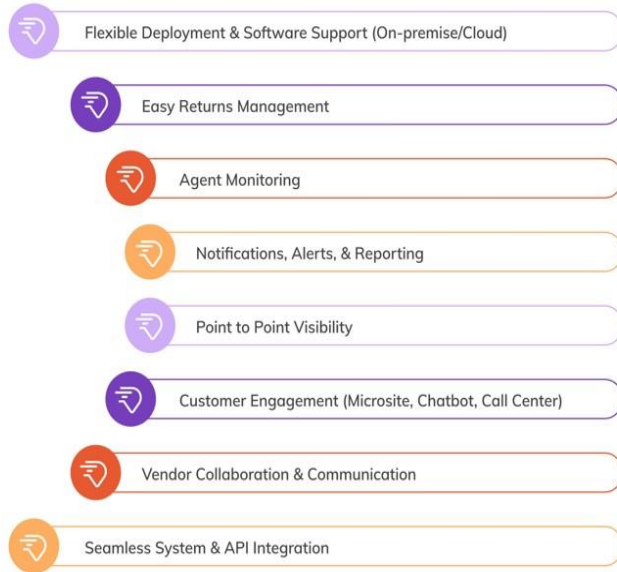 Flexible Deployment & Software Support (On-premise/Cloud)
Easy Returns Management
Agent Monitoring
Notifications, Alerts, & Reporting
Point to Point Visibility
Customer Engagement (Microsite, Chatbot, Call Center)
Vendor Collaboration & Communication
Seamless System & API Integration